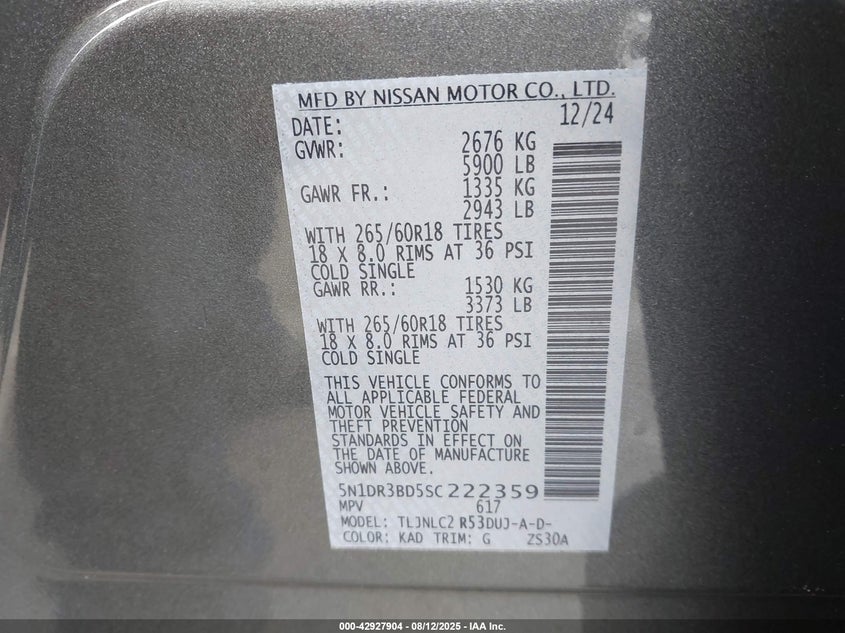 MFD BY NISSAN MOTOR CO., LTD.
DATE: 12/24
GVWR: 2676 KG
5900 LB
GAWR FR.: 1335 KG
2943 LB
WITH 265/60R18 TIRES
18 X 8.0 RIMS AT 36 PSI
COLD SINGLE
GAWR RR.: 1530 KG
3373 LB
WITH 265/60R18 TIRES
18 X 8.0 RIMS AT 36 PSI
COLD SINGLE
THIS VEHICLE CONFORMS TO
ALL APPLICABLE FEDERAL
MOTOR VEHICLE SAFETY AND
THEFT PREVENTION
STANDARDS IN EFFECT ON
THE DATE OF MANUFACTURE
SHOWN ABOVE.
5N1DR3BD5SC222359
MPV 617
MODEL: TLJNLC2 R53DUJ-A-D-
COLOR: KAD TRIM: G ZS30A
000-42927904 - 08/12/2025 - IAA Inc.